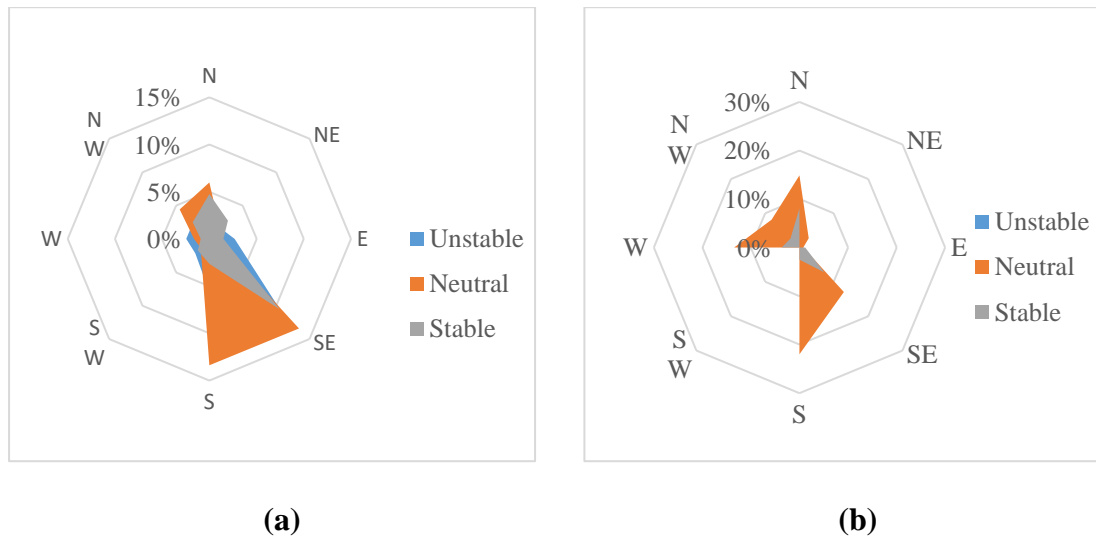 N
15%
N
W
NE
10%
5%
W
0%
E
Unstable
Neutral
Stable
S
W
SE
S
(a)
N
30%
N
W
NE
20%
10%
W
0%
E
Unstable
Neutral
Stable
S
W
SE
S
(b)